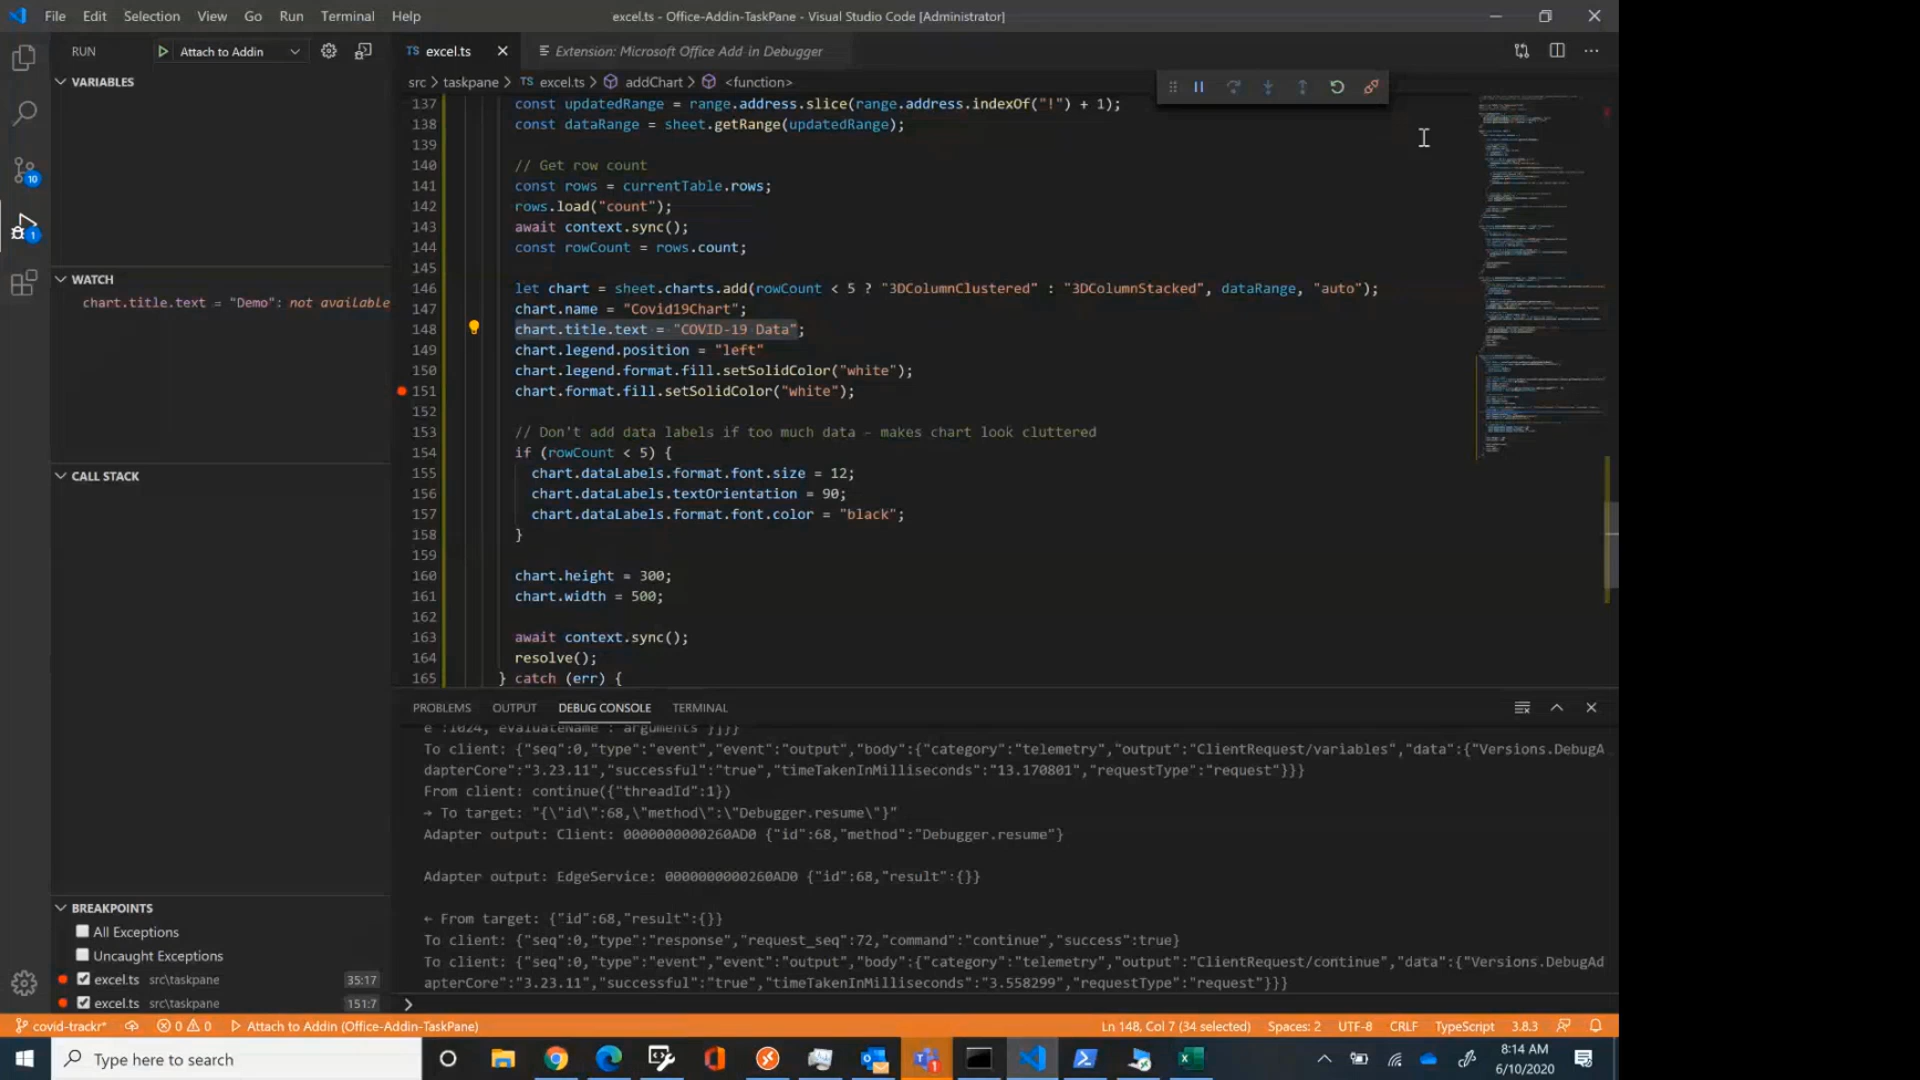 File Edit Selection View Go Run Terminal Help
excel.ts - Office-Addin-TaskPane - Visual Studio Code [Administrator]
RUN Attach to Addin
TS excel.ts Extension: Microsoft Office Add-in Debugger
src > taskpane > TS excel.ts > addChart > <function>
VARIABLES
WATCH
chart.title.text = "Demo": not available
CALL STACK
BREAKPOINTS
All Exceptions
Uncaught Exceptions
excel.ts src\taskpane 35:17
excel.ts src\taskpane 151:7
10
1
137 const updatedRange = range.address.slice(range.address.indexOf("!") + 1);
138 const dataRange = sheet.getRange(updatedRange);
139
140 // Get row count
141 const rows = currentTable.rows;
142 rows.load("count");
143 await context.sync();
144 const rowCount = rows.count;
145
146 let chart = sheet.charts.add(rowCount < 5 ? "3DColumnClustered" : "3DColumnStacked", dataRange, "auto");
147 chart.name = "Covid19Chart";
148 chart.title.text = "COVID-19 Data";
149 chart.legend.position = "left"
150 chart.legend.format.fill.setSolidColor("white");
151 chart.format.fill.setSolidColor("white");
152
153 // Don't add data labels if too much data - makes chart look cluttered
154 if (rowCount < 5) {
155 chart.dataLabels.format.font.size = 12;
156 chart.dataLabels.textOrientation = 90;
157 chart.dataLabels.format.font.color = "black";
158 }
159
160 chart.height = 300;
161 chart.width = 500;
162
163 await context.sync();
164 resolve();
165 } catch (err) {
PROBLEMS OUTPUT DEBUG CONSOLE TERMINAL
e":1024,"evaluateName":"arguments"}]}}
To client: {"seq":0,"type":"event","event":"output","body":{"category":"telemetry","output":"ClientRequest/variables","data":{"Versions.DebugA
dapterCore":"3.23.11","successful":"true","timeTakenInMilliseconds":"13.170801","requestType":"request"}}}
From client: continue({"threadId":1})
→ To target: "{\"id\":68,\"method\":\"Debugger.resume\"}"
Adapter output: Client: 0000000000260AD0 {"id":68,"method":"Debugger.resume"}
Adapter output: EdgeService: 0000000000260AD0 {"id":68,"result":{}}
← From target: {"id":68,"result":{}}
To client: {"seq":0,"type":"response","request_seq":72,"command":"continue","success":true}
To client: {"seq":0,"type":"event","event":"output","body":{"category":"telemetry","output":"ClientRequest/continue","data":{"Versions.DebugAd
apterCore":"3.23.11","successful":"true","timeTakenInMilliseconds":"3.558299","requestType":"request"}}}
>
covid-trackr* 0 0 Attach to Addin (Office-Addin-TaskPane)
Ln 148, Col 7 (34 selected) Spaces: 2 UTF-8 CRLF TypeScript 3.8.3
Type here to search
8:14 AM
6/10/2020